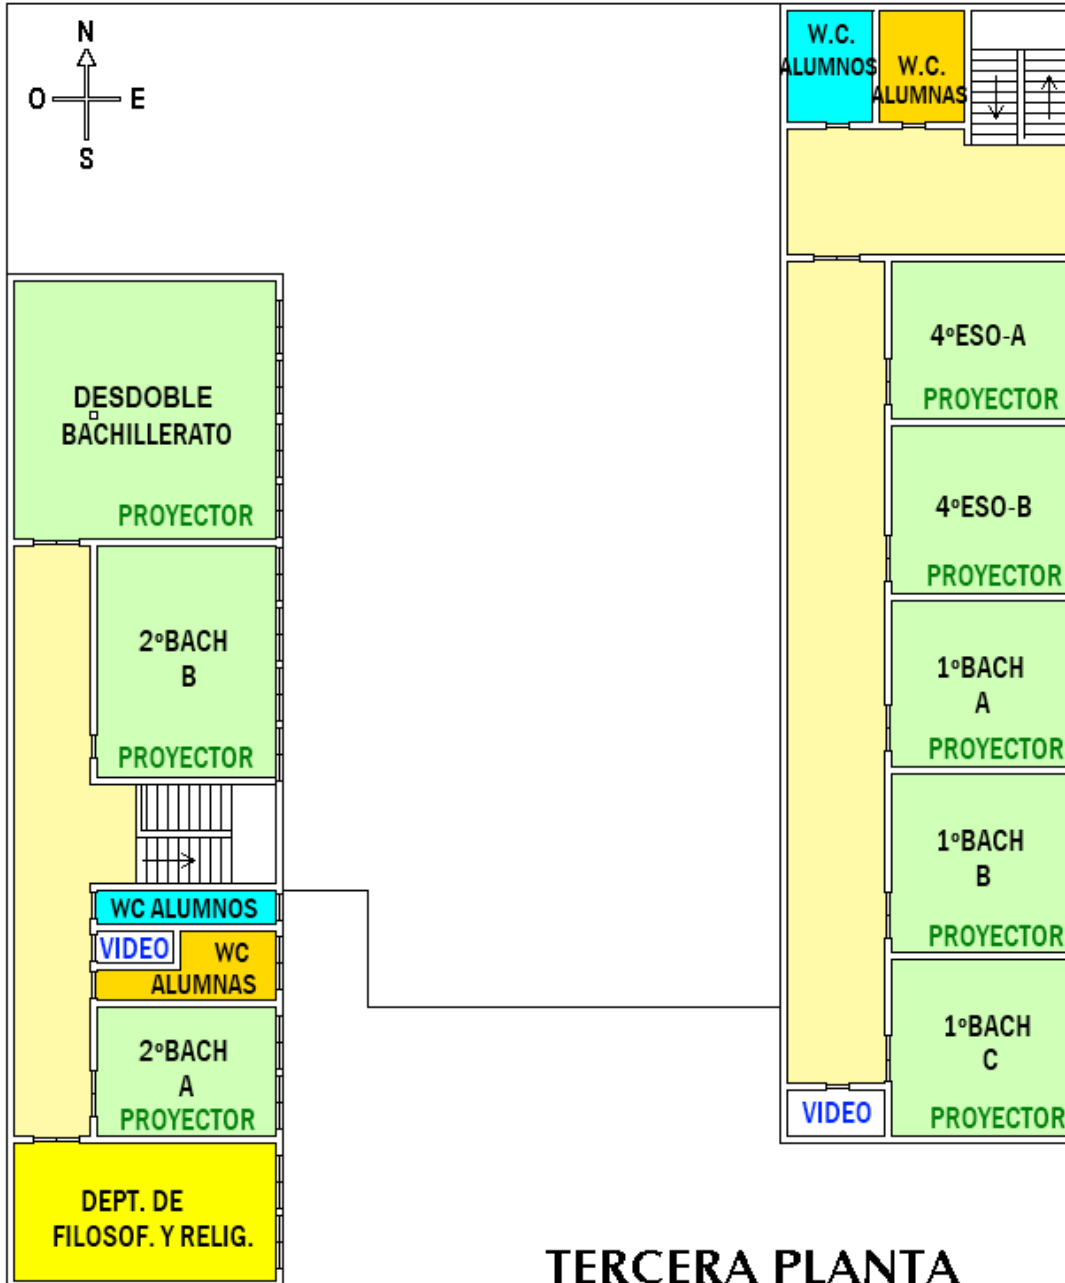 N
O E
S
DESDOBLE
BACHILLERATO
PROYECTOR
2ºBACH
B
PROYECTOR
WC ALUMNOS
VIDEO
WC
ALUMNAS
2ºBACH
A
PROYECTOR
DEPT. DE
FILOSOF. Y RELIG.
W.C.
ALUMNOS
W.C.
ALUMNAS
4ºESO-A
PROYECTOR
4ºESO-B
PROYECTOR
1ºBACH
A
PROYECTOR
1ºBACH
B
PROYECTOR
1ºBACH
C
PROYECTOR
VIDEO
TERCERA PLANTA